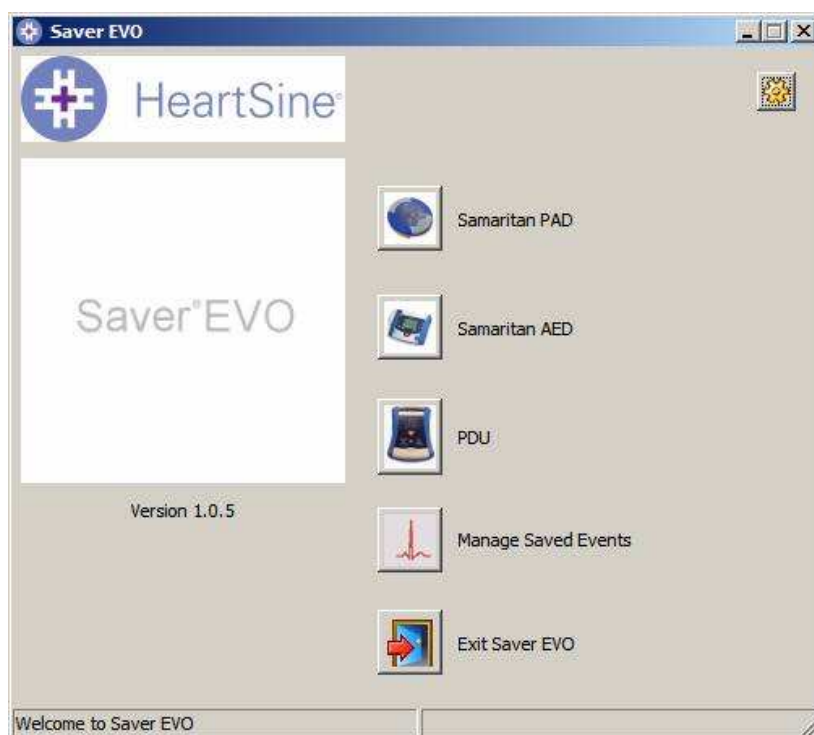 Saver EVO
HeartSine®
Samaritan PAD
Saver®EVO
Samaritan AED
PDU
Version 1.0.5
Manage Saved Events
Exit Saver EVO
Welcome to Saver EVO